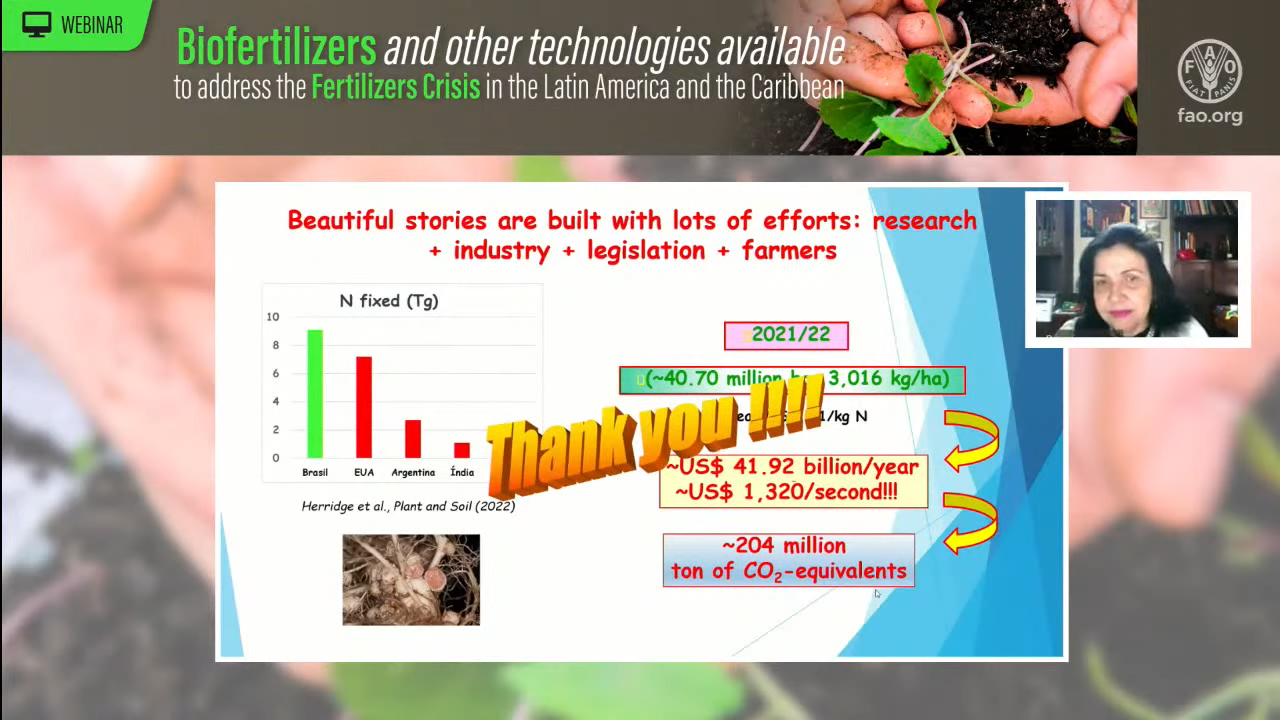 WEBINAR
Biofertilizers and other technologies available
to address the Fertilizers Crisis in the Latin America and the Caribbean
F A O
FIAT PANIS
fao.org
Beautiful stories are built with lots of efforts: research
+ industry + legislation + farmers
N fixed (Tg)
10
8
6
4
2
0
Brasil EUA Argentina Índia
Herridge et al., Plant and Soil (2022)
2021/22
(~40.70 million 3,016 kg/ha)
1/kg N
Thank you !!!!
~US$ 41.92 billion/year
~US$ 1,320/second!!!
~204 million
ton of CO₂-equivalents